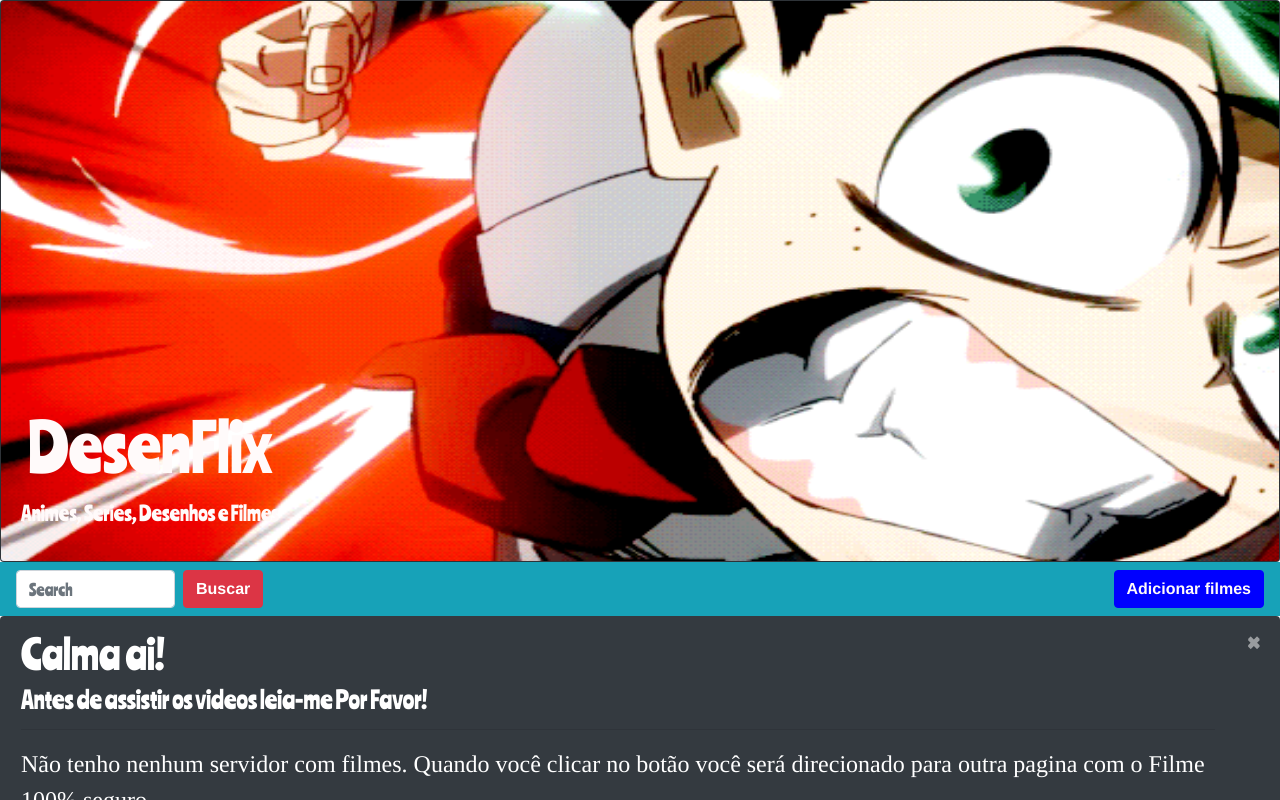 DesenFlix
Animes, Series, Desenhos e Filmes
Search
Buscar
Adicionar filmes
Calma ai!
×
Antes de assistir os videos leia-me Por Favor!
Não tenho nenhum servidor com filmes. Quando você clicar no botão você será direcionado para outra pagina com o Filme
100% seguro